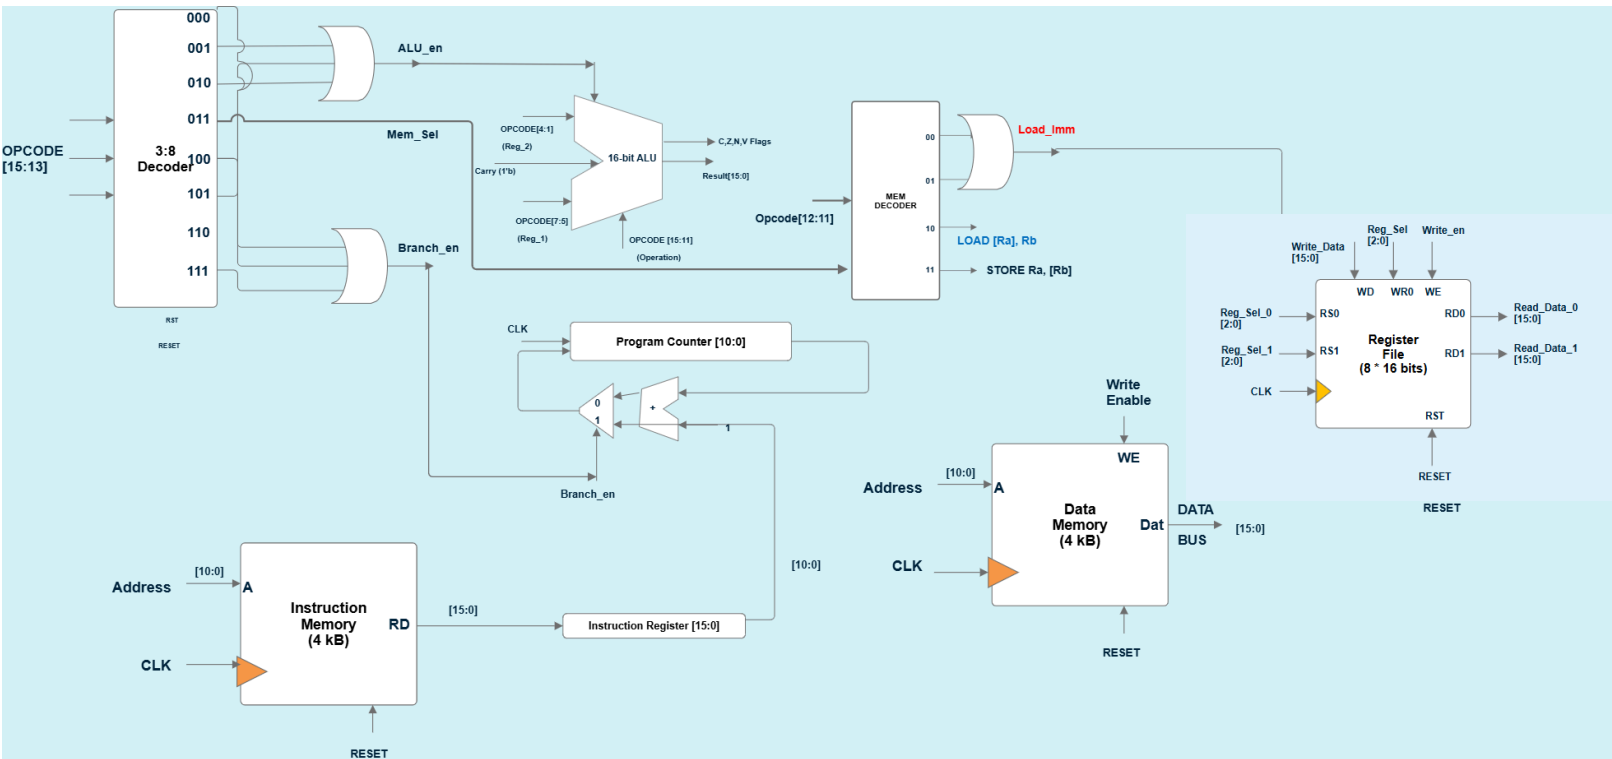 000
001
010
011
100
101
110
111
3:8
Decoder
OPCODE
[15:13]
RST
RESET
ALU_en
Mem_Sel
Branch_en
OPCODE[4:1]
(Reg_2)
Carry (1'b)
OPCODE[7:5]
(Reg_1)
16-bit ALU
C,Z,N,V Flags
Result[15:0]
OPCODE [15:11]
(Operation)
Opcode[12:11]
MEM
DECODER
00
01
10
11
Load_Imm
LOAD [Ra], Rb
STORE Ra, [Rb]
Write_Data
[15:0]
Reg_Sel
[2:0]
Write_en
WD
WR0
WE
Reg_Sel_0
[2:0]
RS0
Reg_Sel_1
[2:0]
RS1
CLK
Register
File
(8 * 16 bits)
RD0
RD1
Read_Data_0
[15:0]
Read_Data_1
[15:0]
RST
RESET
RESET
CLK
Program Counter [10:0]
0
1
+
1
Branch_en
Address
[10:0]
A
CLK
Instruction
Memory
(4 kB)
RD
[15:0]
RESET
Instruction Register [15:0]
[10:0]
Write
Enable
WE
Address
[10:0]
A
CLK
Data
Memory
(4 kB)
Dat
DATA
BUS
[15:0]
RESET